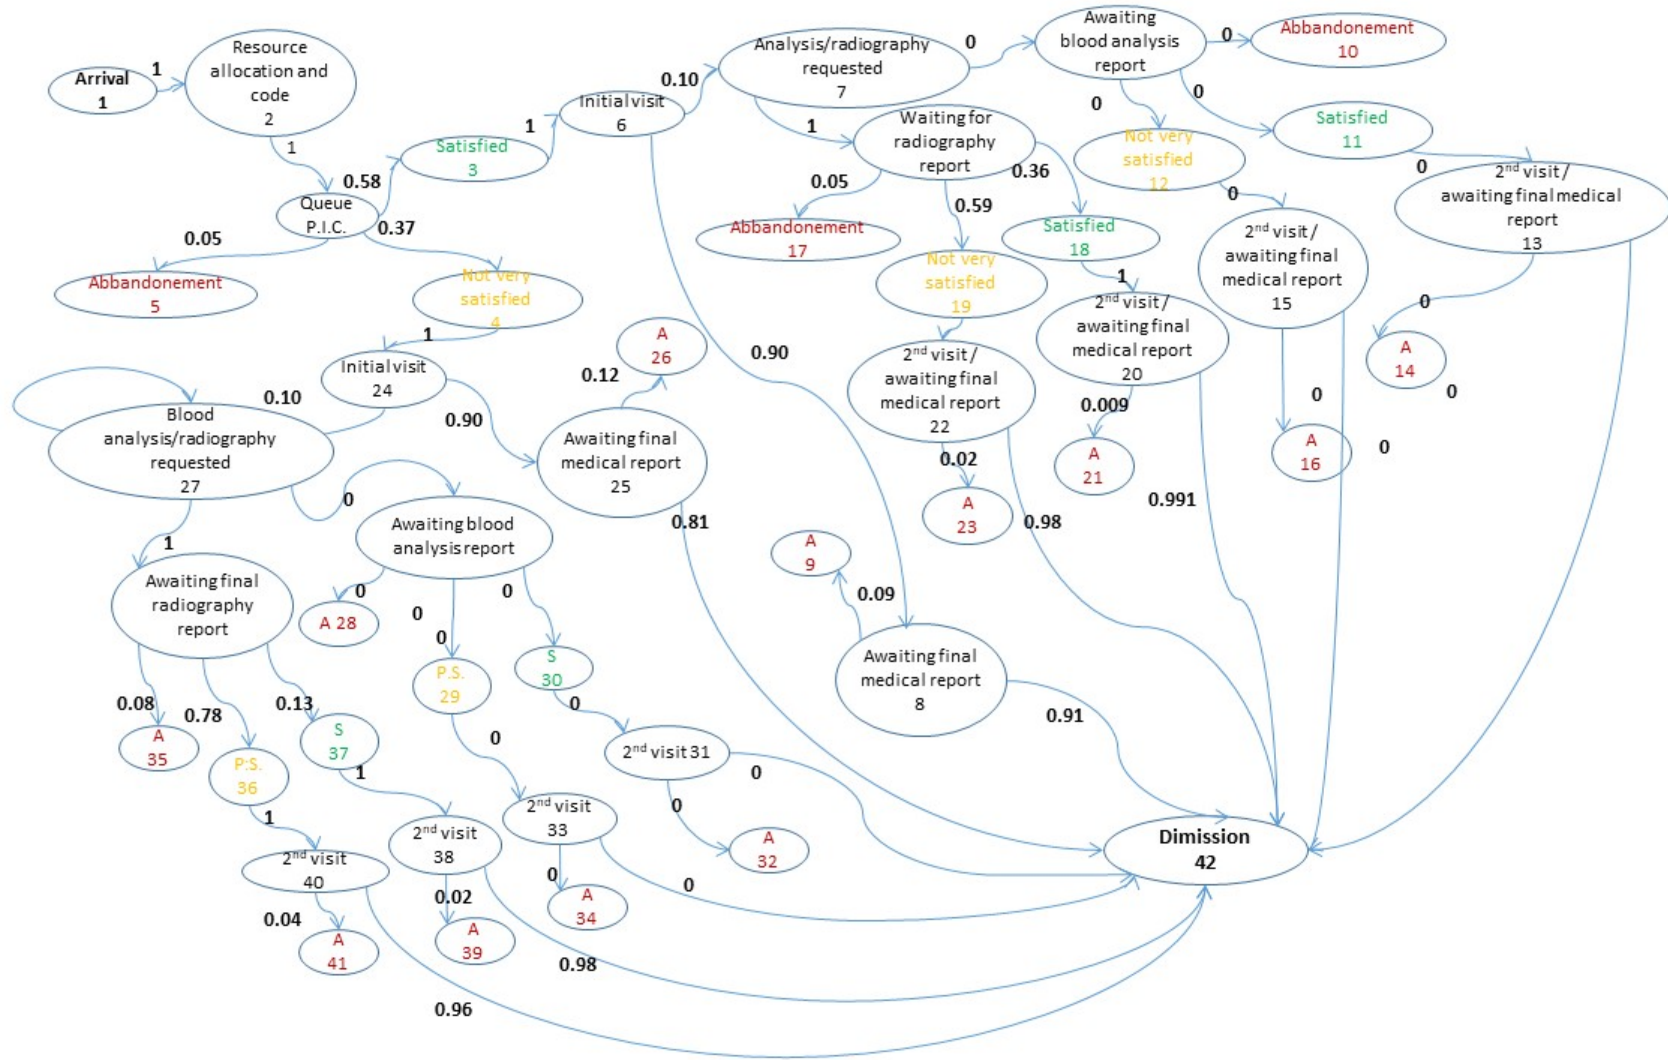 Arrival
1
1
Resource
allocation and
code
2
1
Queue
P.I.C.
0.58
0.37
0.05
Satisfied
3
1
Abbandonement
5
Not very
satisfied
4
1
Initial visit
6
0.10
0.90
Analysis/radiography
requested
7
0
1
Awaiting
blood analysis
report
0
0
0
Abbandonement
10
Satisfied
11
0
Not very
satisfied
12
0
2nd visit /
awaiting final medical
report
13
0
0
A
14
2nd visit /
awaiting final
medical report
15
0
0
A
16
Waiting for
radiography
report
0.05
0.59
0.36
Abbandonement
17
Satisfied
18
1
Not very
satisfied
19
2nd visit /
awaiting final
medical report
20
0.009
0.991
A
21
2nd visit /
awaiting final
medical report
22
0.02
0.98
A
23
Initial visit
24
0.10
0.90
Awaiting final
medical report
25
0.12
0.81
A
26
Blood
analysis/radiography
requested
27
0
1
Awaiting blood
analysis report
0
0
0
0
A 28
P.S.
29
0
S
30
0
2nd visit 31
0
0
A
32
2nd visit
33
0
0
A
34
Awaiting final
radiography
report
0.08
0.78
0.13
A
35
P.S.
36
1
S
37
1
2nd visit
38
0.02
0.98
A
39
2nd visit
40
0.04
0.96
A
41
A
9
0.09
Awaiting final
medical report
8
0.91
Dimission
42